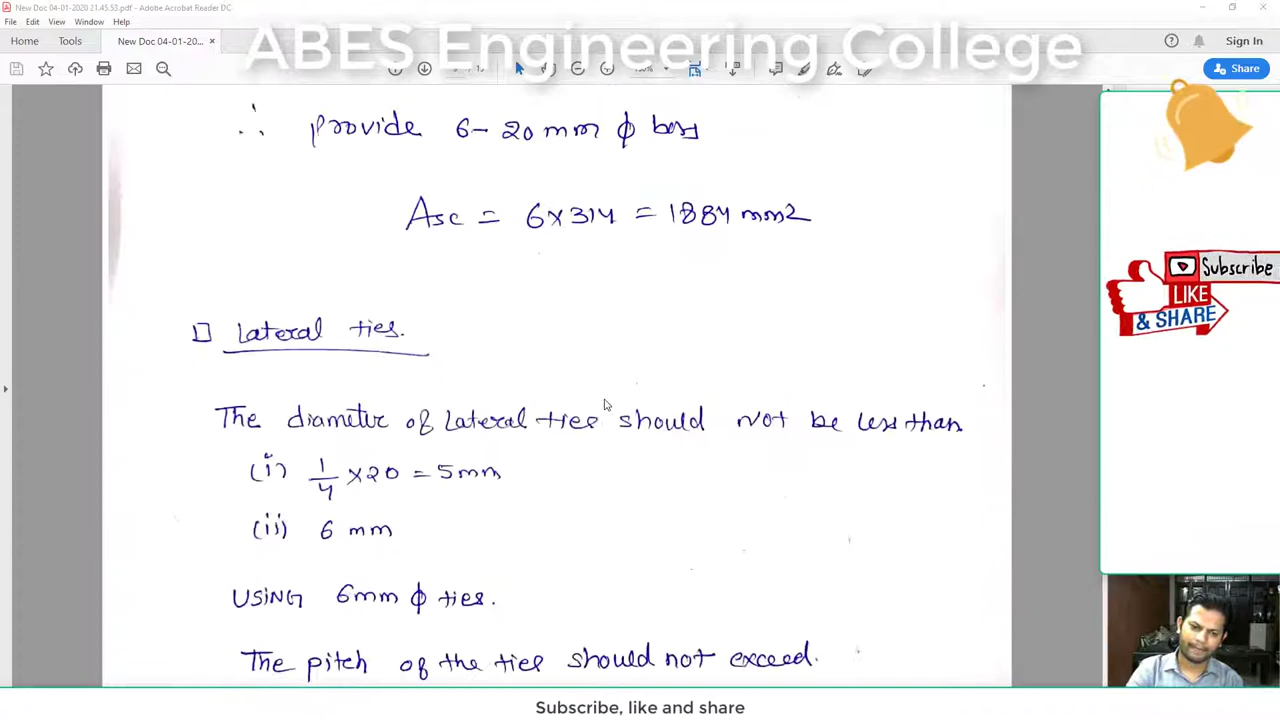 New Doc 04-01-2020 21.45.53.pdf - Adobe Acrobat Reader DC
File Edit View Window Help
Home Tools New Doc 04-01-20... × Sign In
ABES Engineering College
Share
∴ provide 6- 20 mm ϕ bars
Asc = 6×314 = 1884 mm2
Subscribe
LIKE
& SHARE
□ Lateral ties.
The diameter of lateral ties should not be less than
(i) 1/4 ×20 = 5mm
(ii) 6 mm
USING 6mm ϕ ties.
The pitch of the ties should not exceed.
Subscribe, like and share